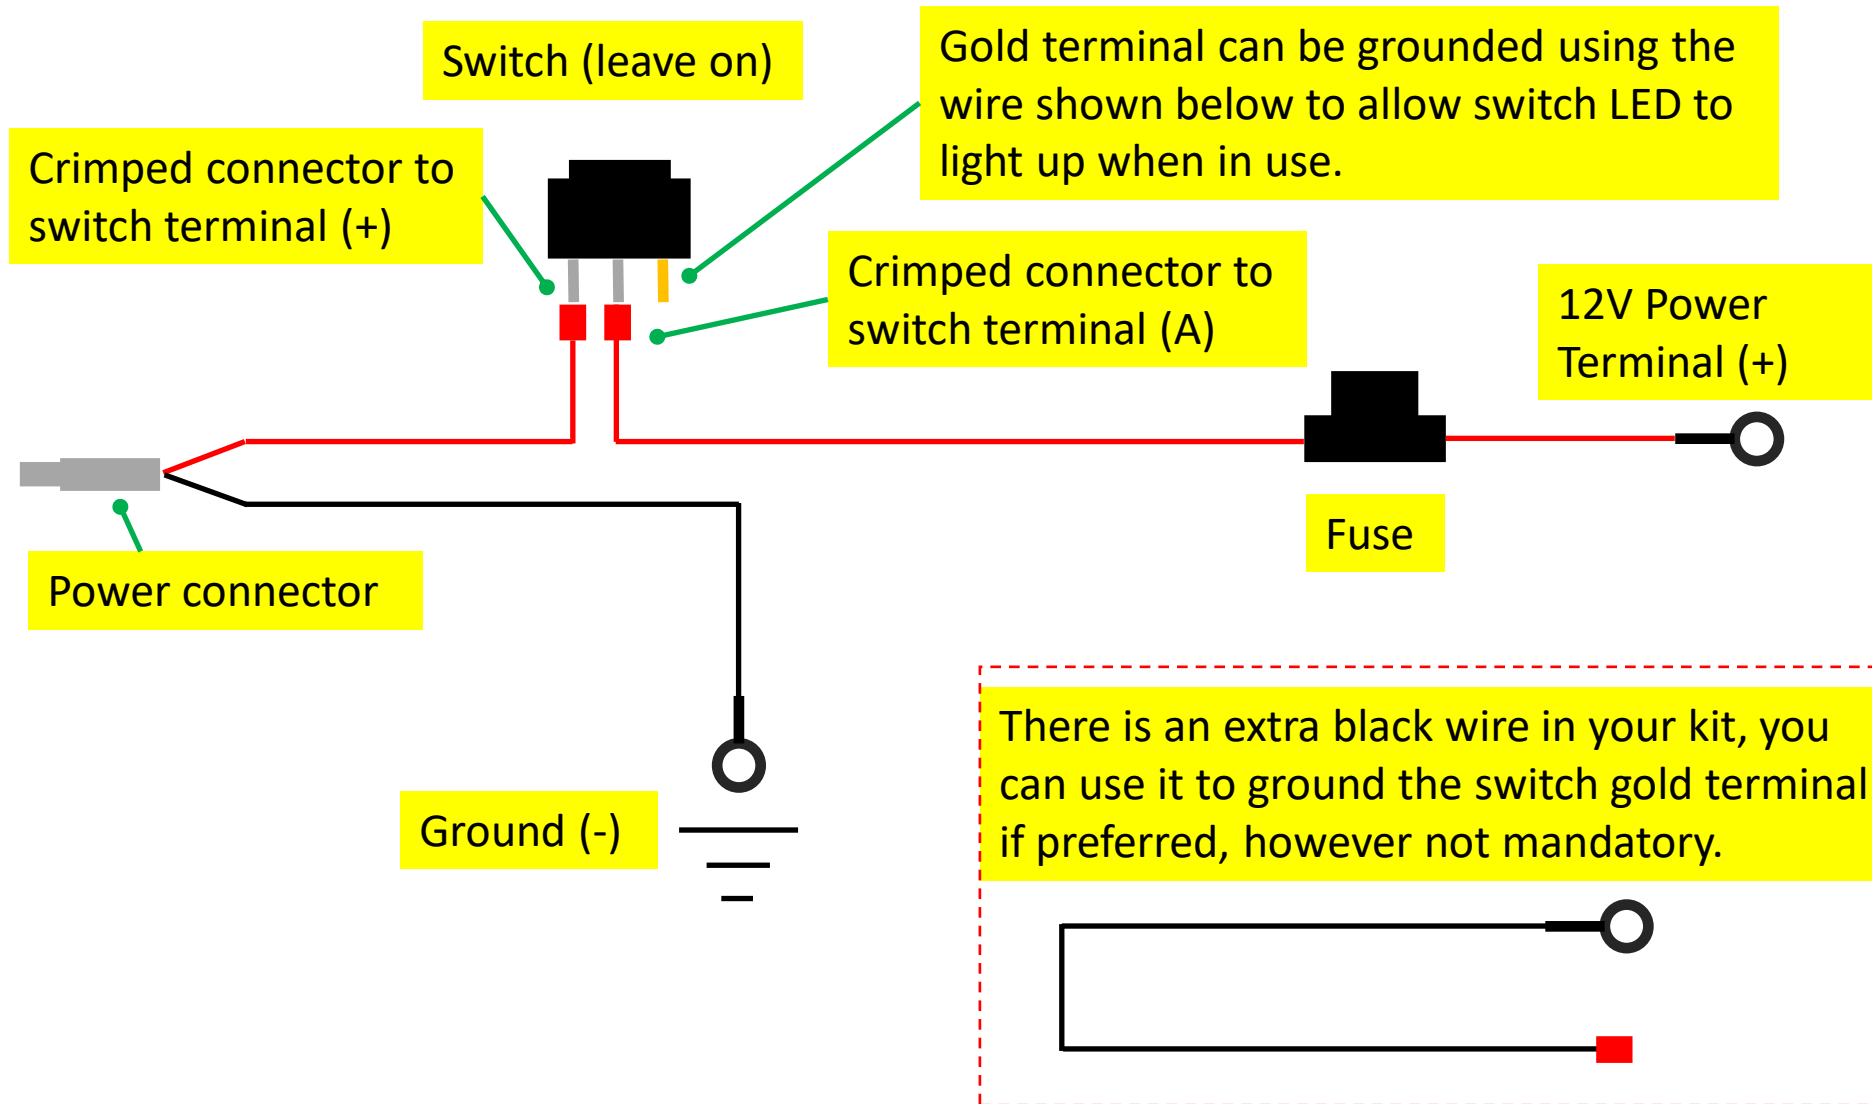 Switch (leave on)
Gold terminal can be grounded using the
wire shown below to allow switch LED to
light up when in use.
Crimped connector to
switch terminal (+)
Crimped connector to
switch terminal (A)
12V Power
Terminal (+)
Fuse
Power connector
Ground (-)
There is an extra black wire in your kit, you
can use it to ground the switch gold terminal
if preferred, however not mandatory.